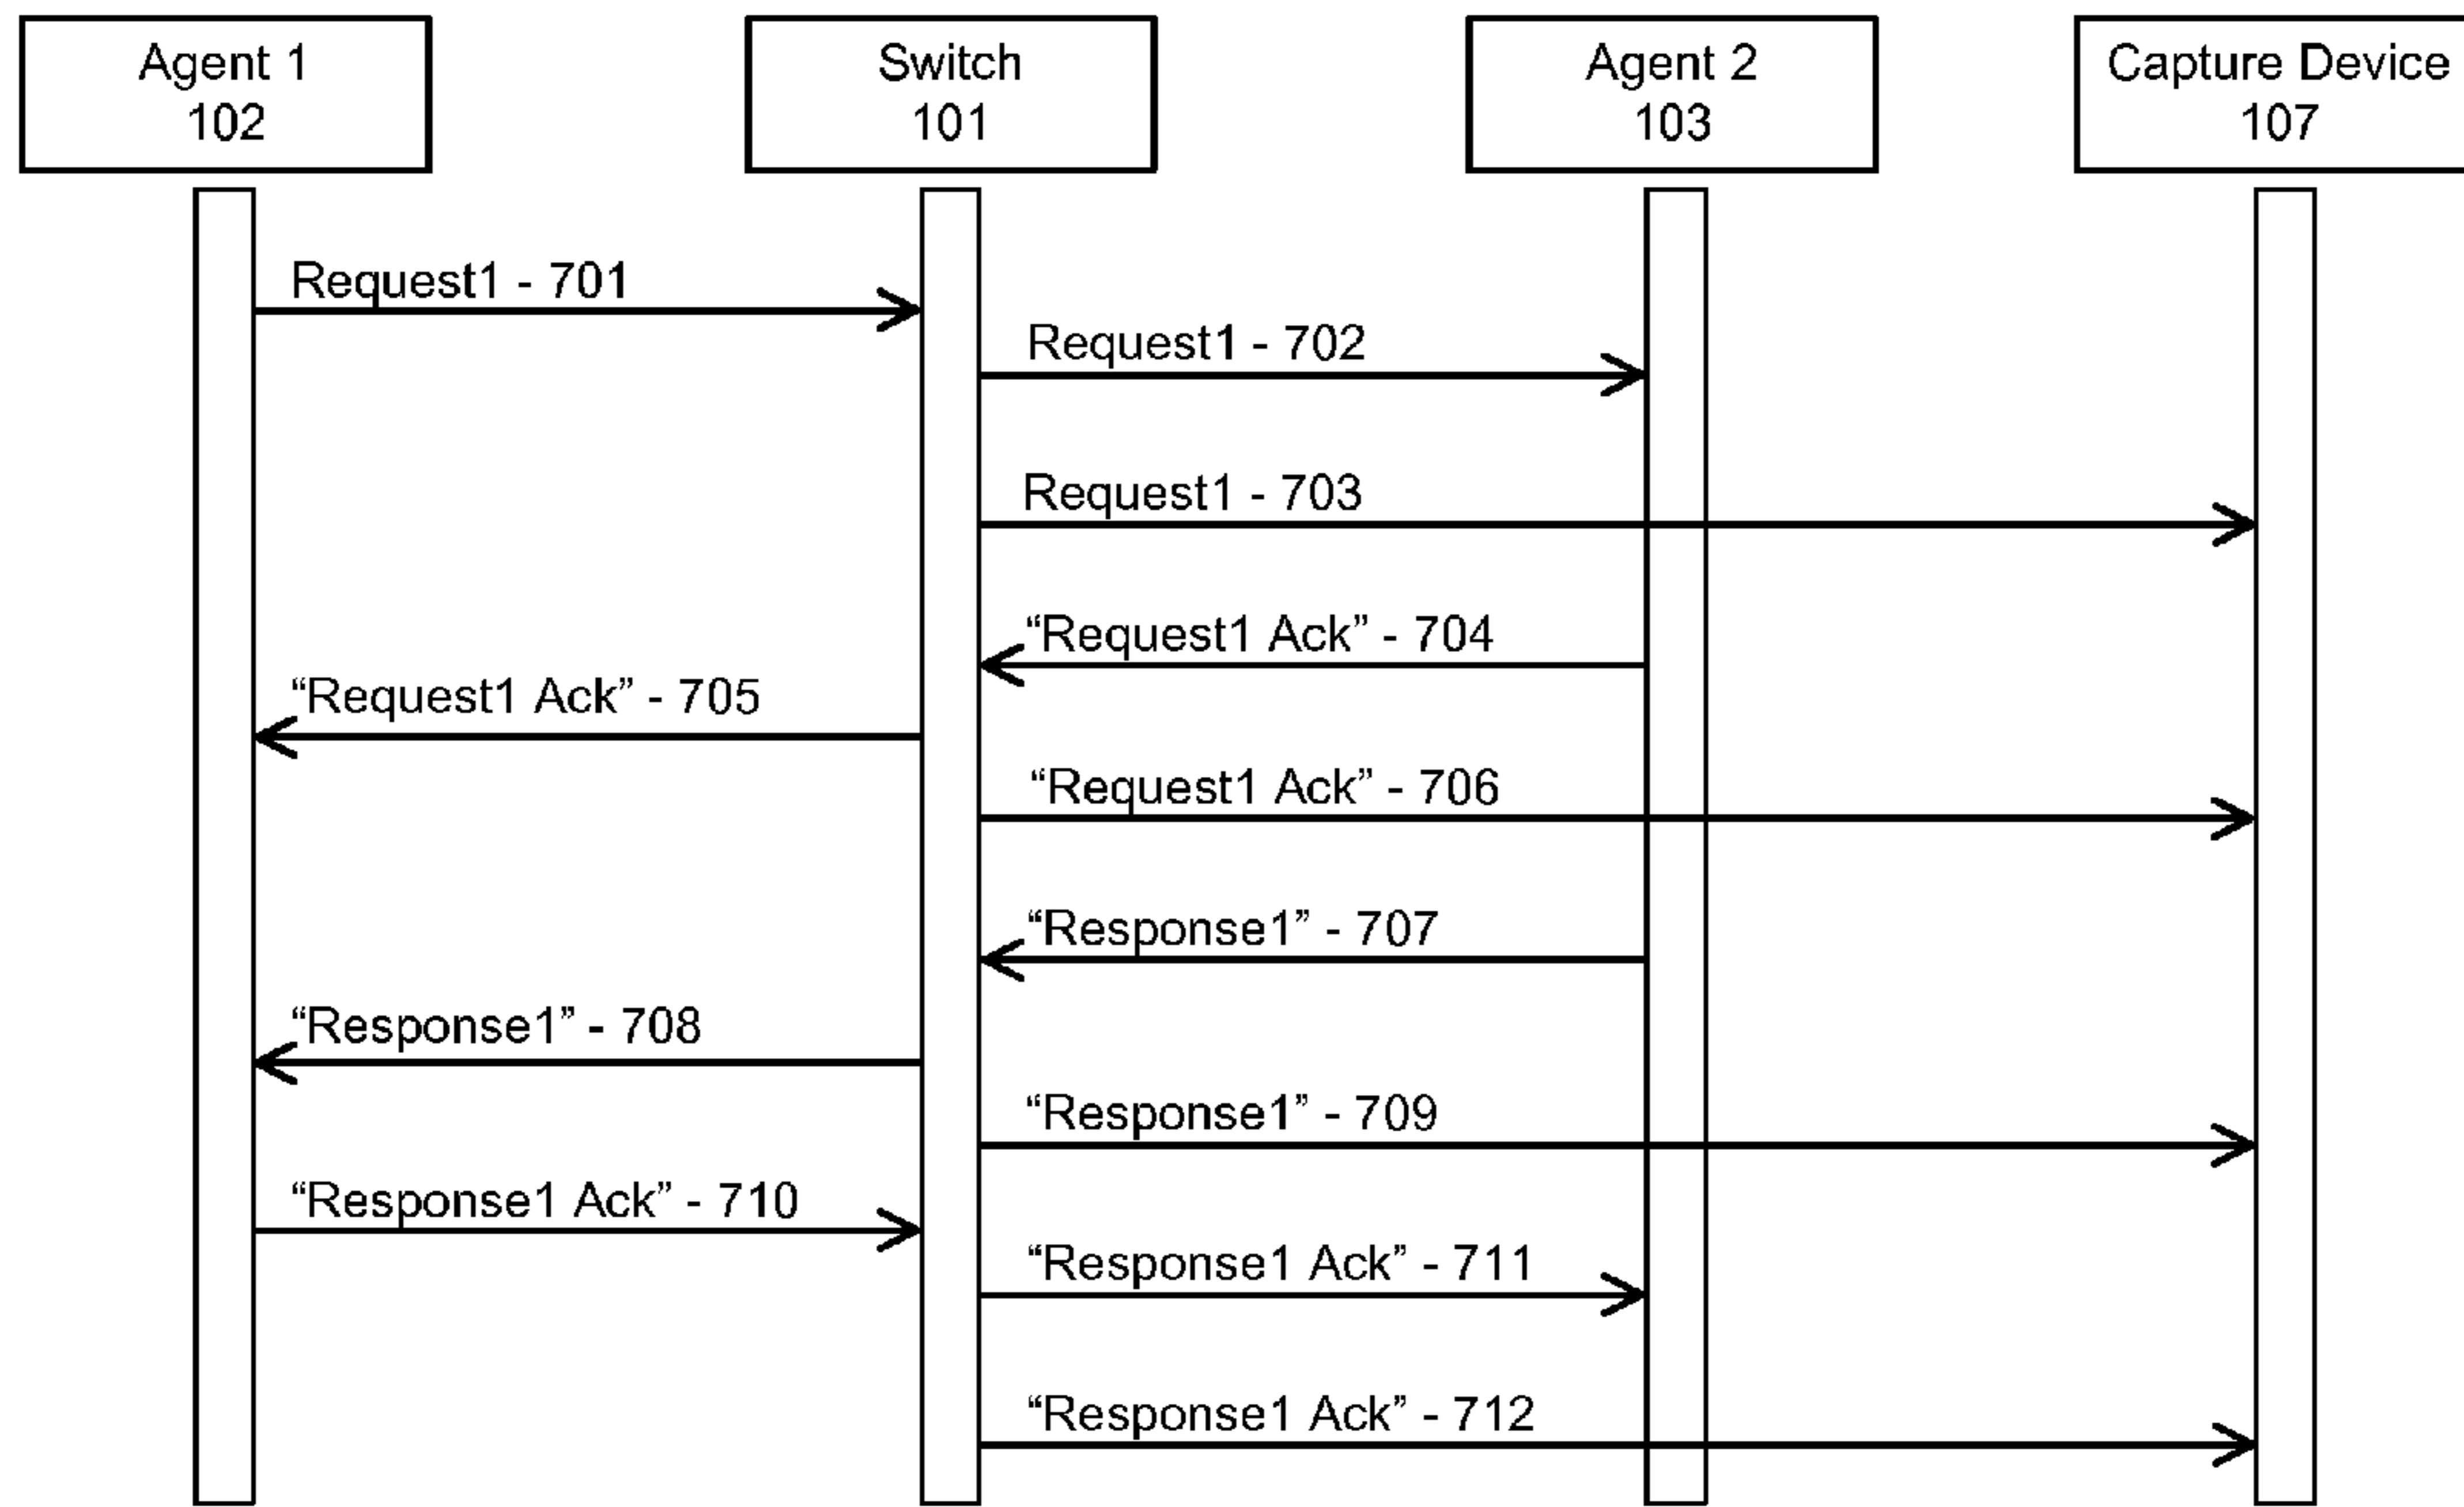 Agent 1
102
Switch
101
Agent 2
103
Capture Device
107
Request1 - 701
Request1 - 702
Request1 - 703
“Request1 Ack” - 704
“Request1 Ack” - 705
“Request1 Ack” - 706
“Response1” - 707
“Response1” - 708
“Response1” - 709
“Response1 Ack” - 710
“Response1 Ack” - 711
“Response1 Ack” - 712